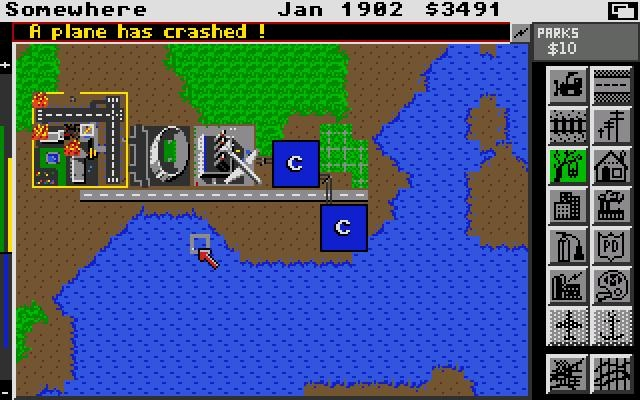 Somewhere Jan 1902 $3491
A plane has crashed !
PARKS
$10
+
C
C
PD
-